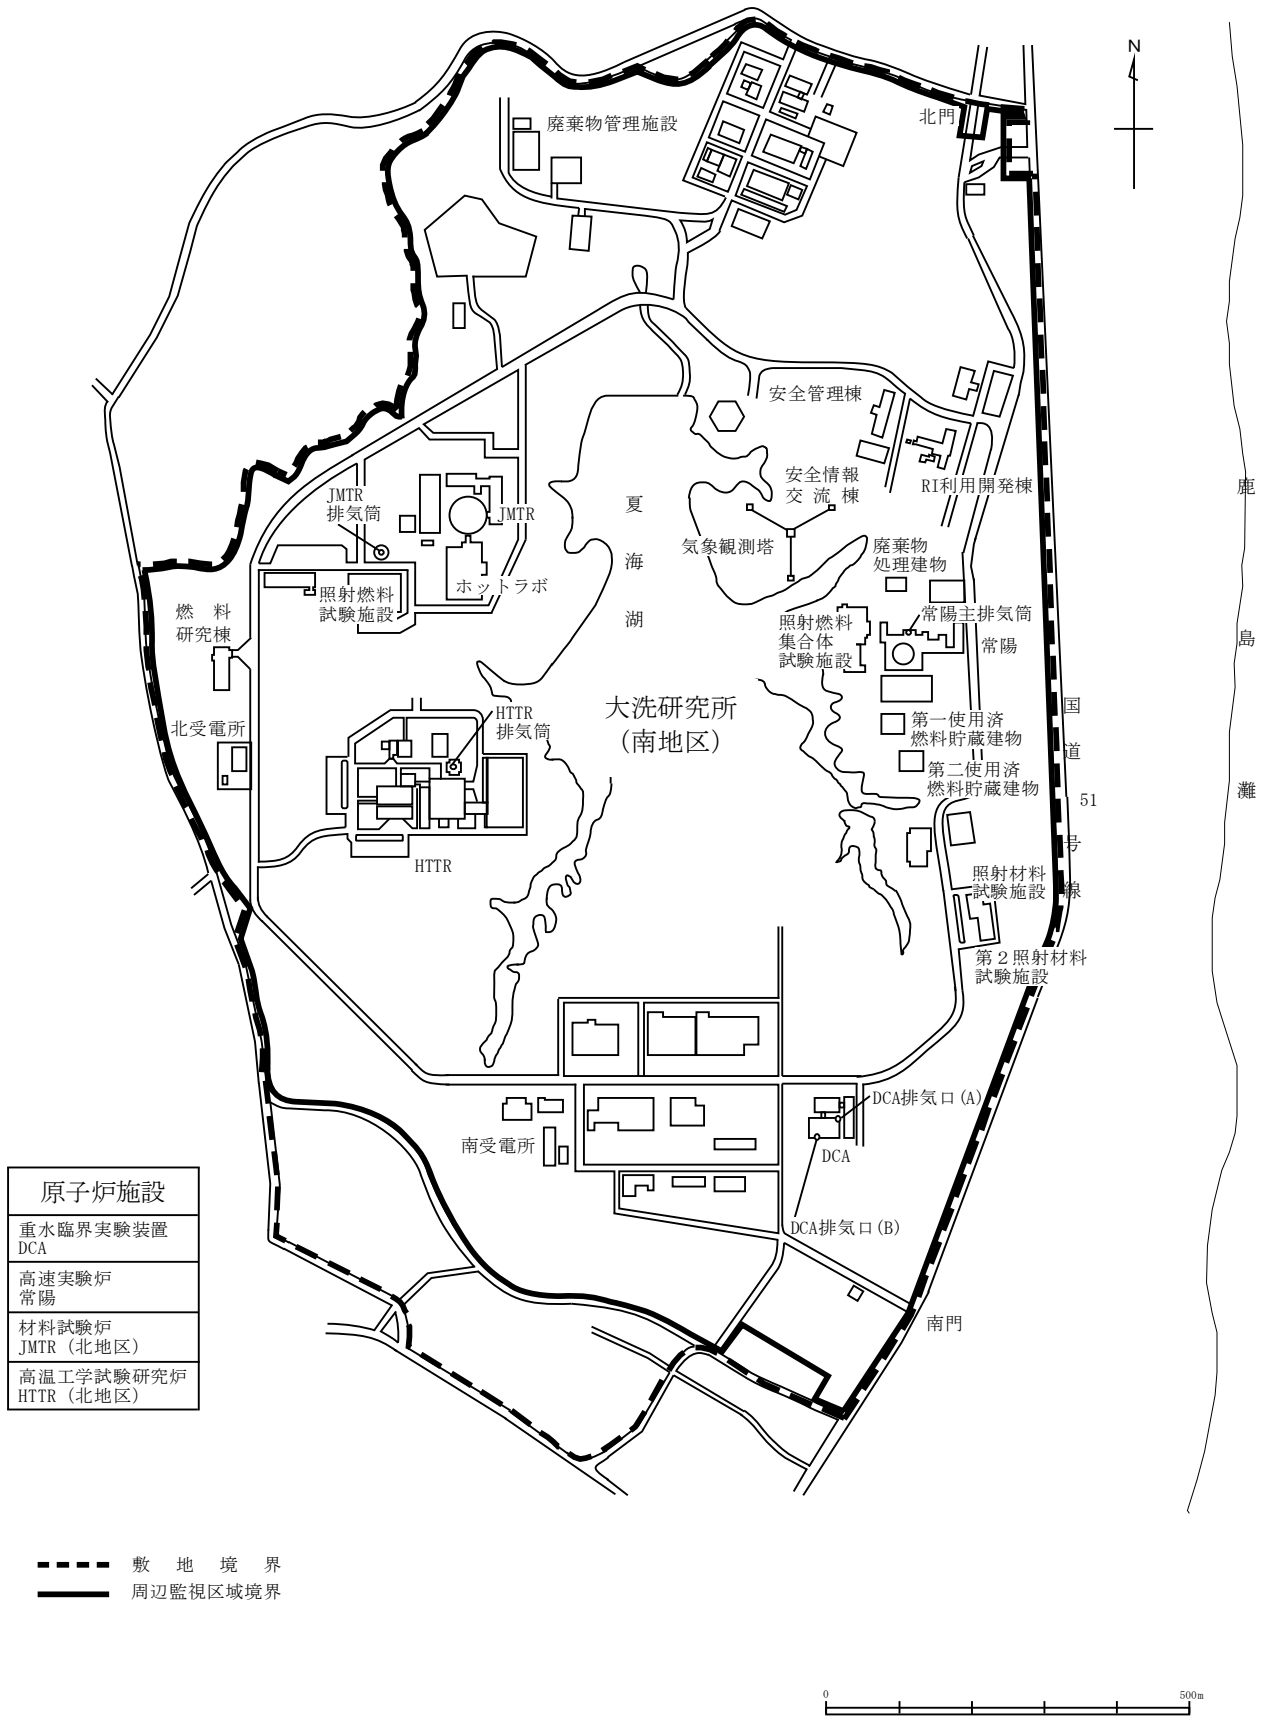 N
北門
廃棄物管理施設
安全管理棟
RI利用開発棟
安全情報
交流棟
気象観測塔
廃棄物
処理建物
JMTR
排気筒
JMTR
ホットラボ
照射燃料
試験施設
燃料
研究棟
夏海湖
鹿島灘
照射燃料
集合体
試験施設
常陽主排気筒
常陽
大洗研究所
(南地区)
HTTR
排気筒
北受電所
HTTR
第一使用済
燃料貯蔵建物
第二使用済
燃料貯蔵建物
国道51号線
照射材料
試験施設
第２照射材料
試験施設
DCA排気口(A)
南受電所
DCA
DCA排気口(B)
南門
原子炉施設
重水臨界実験装置
DCA
高速実験炉
常陽
材料試験炉
JMTR (北地区)
高温工学試験研究炉
HTTR (北地区)
敷地境界
周辺監視区域境界
0
500m